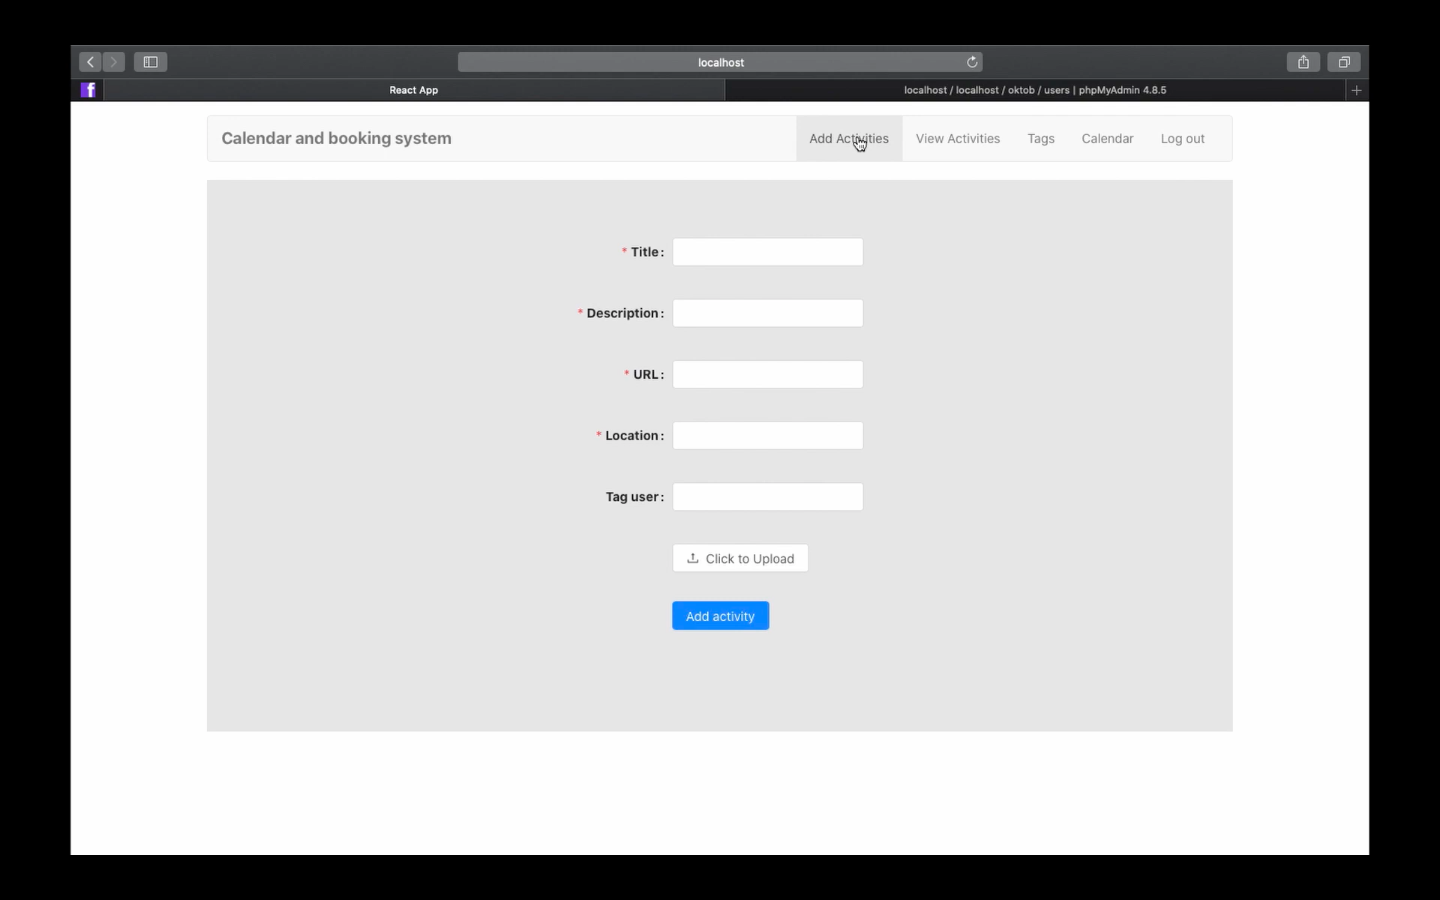 localhost
React App
localhost / localhost / oktob / users | phpMyAdmin 4.8.5
Calendar and booking system
Add Activities
View Activities
Tags
Calendar
Log out
* Title:
* Description:
* URL:
* Location:
Tag user:
Click to Upload
Add activity